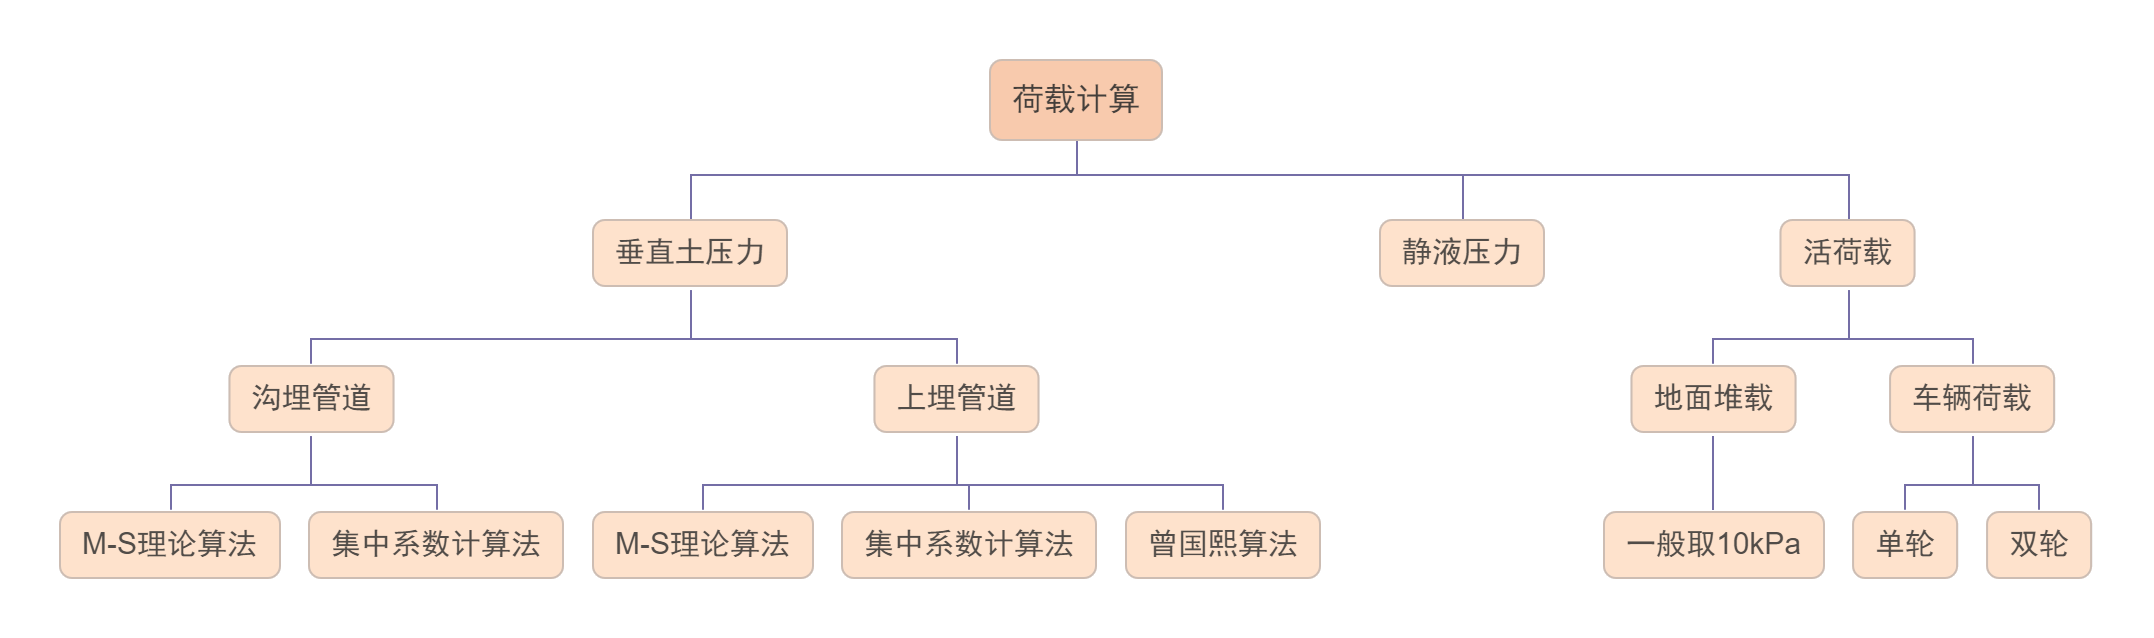 荷载计算
垂直土压力
静液压力
活荷载
沟埋管道
上埋管道
地面堆载
车辆荷载
M-S理论算法
集中系数计算法
M-S理论算法
集中系数计算法
曾国熙算法
一般取10kPa
单轮
双轮